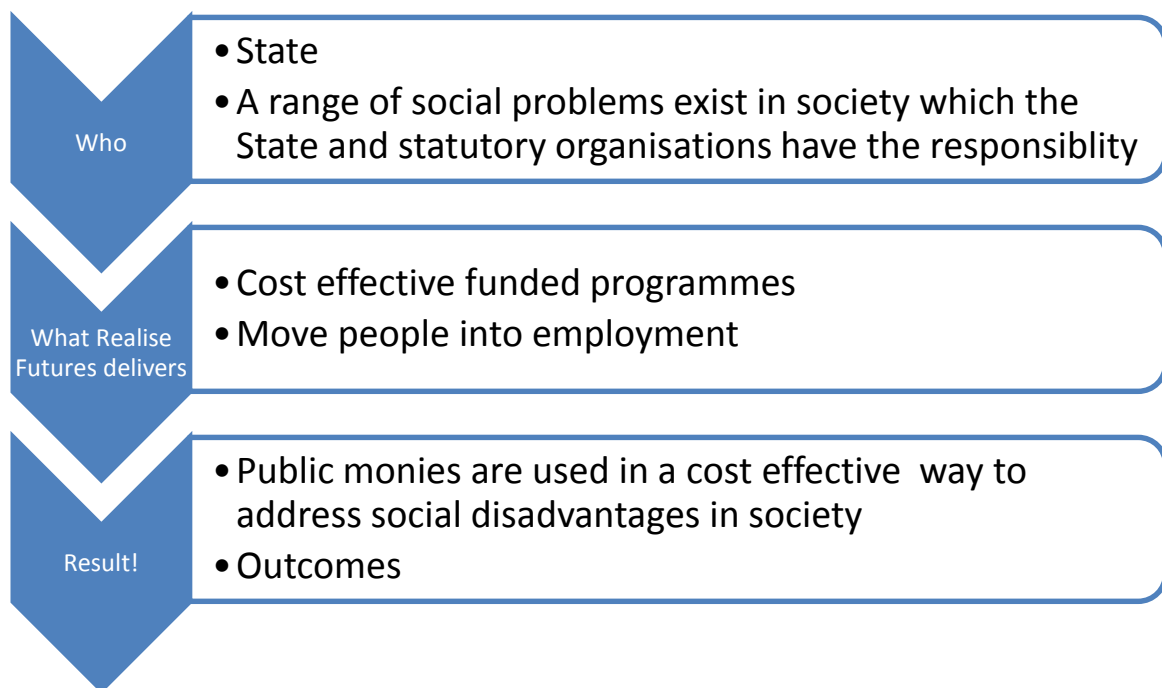 Who
• State
• A range of social problems exist in society which the
State and statutory organisations have the responsiblity
What Realise
Futures delivers
• Cost effective funded programmes
• Move people into employment
Result!
• Public monies are used in a cost effective way to
address social disadvantages in society
• Outcomes